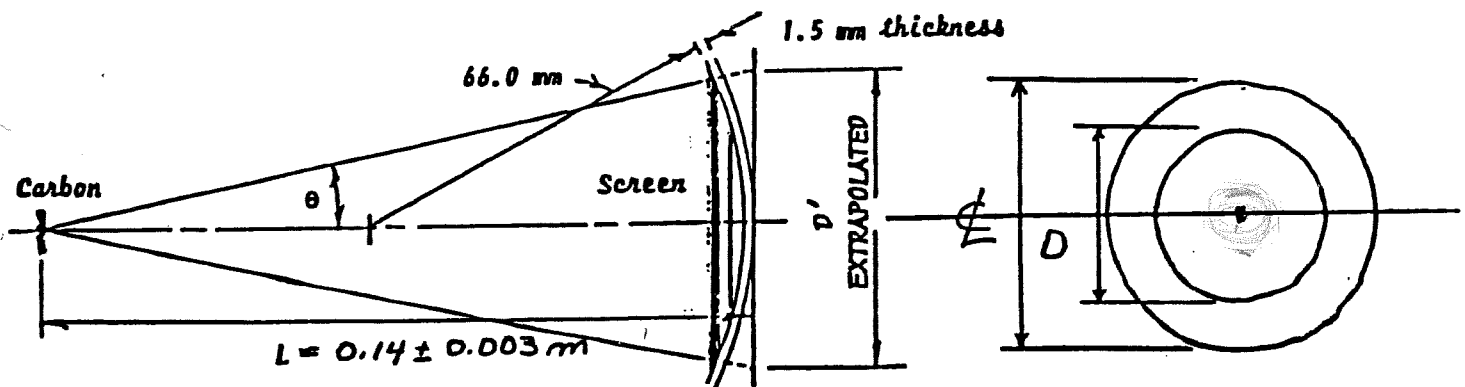 1.5 mm thickness
66.0 mm
Carbon
θ
Screen
D'
EXTRAPOLATED
℄
D
L = 0.14 ± 0.003 m